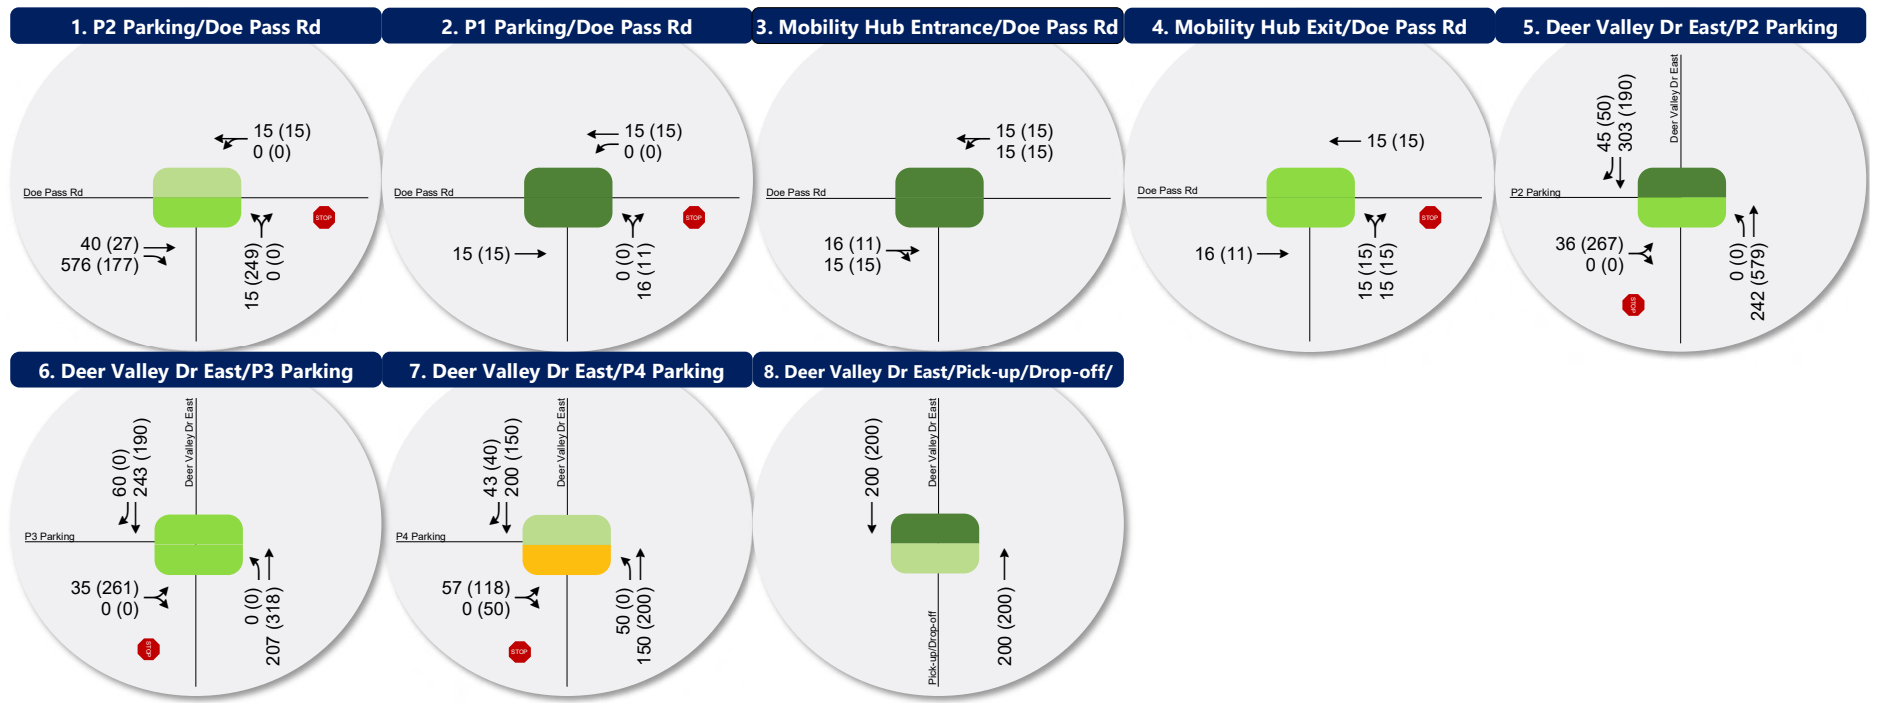 1. P2 Parking/Doe Pass Rd
15 (15)
0 (0)
Doe Pass Rd
STOP
40 (27)
576 (177)
15 (249)
0 (0)
2. P1 Parking/Doe Pass Rd
15 (15)
0 (0)
Doe Pass Rd
STOP
15 (15)
0 (0)
16 (11)
3. Mobility Hub Entrance/Doe Pass Rd
15 (15)
15 (15)
Doe Pass Rd
16 (11)
15 (15)
4. Mobility Hub Exit/Doe Pass Rd
15 (15)
Doe Pass Rd
STOP
16 (11)
15 (15)
15 (15)
5. Deer Valley Dr East/P2 Parking
45 (50)
303 (190)
Deer Valley Dr East
P2 Parking
36 (267)
0 (0)
0 (0)
242 (579)
STOP
6. Deer Valley Dr East/P3 Parking
60 (0)
243 (190)
Deer Valley Dr East
P3 Parking
35 (261)
0 (0)
0 (0)
207 (318)
STOP
7. Deer Valley Dr East/P4 Parking
43 (40)
200 (150)
Deer Valley Dr East
P4 Parking
57 (118)
0 (50)
50 (0)
150 (200)
STOP
8. Deer Valley Dr East/Pick-up/Drop-off/
200 (200)
Deer Valley Dr East
200 (200)
Pick-up/Drop-off